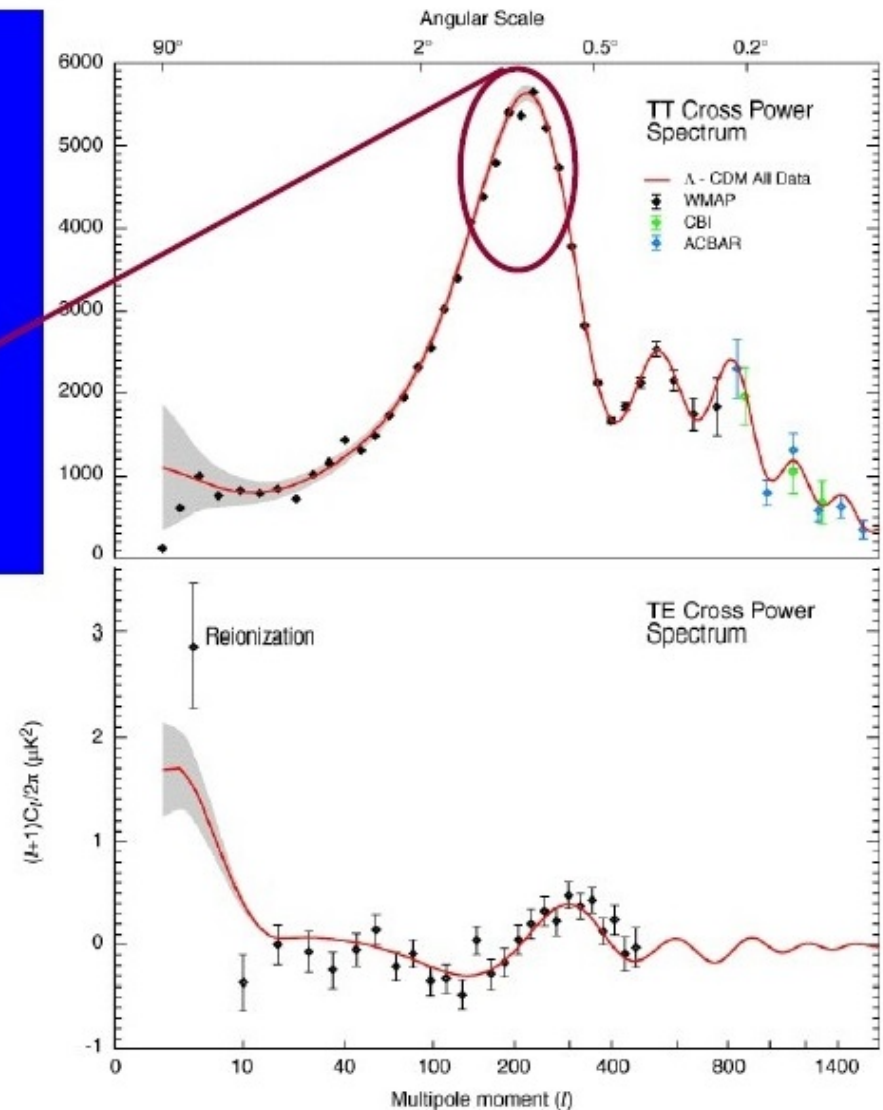 Angular Scale
90° 2° 0.5° 0.2°
6000
TT Cross Power
Spectrum
5000
Λ - CDM All Data
WMAP
4000
CBI
ACBAR
3000
2000
1000
0
TE Cross Power
Spectrum
3
Reionization
2
(l+1)Cl/2π (μK²)
1
0
-1
0 10 40 100 200 400 800 1400
Multipole moment (l)